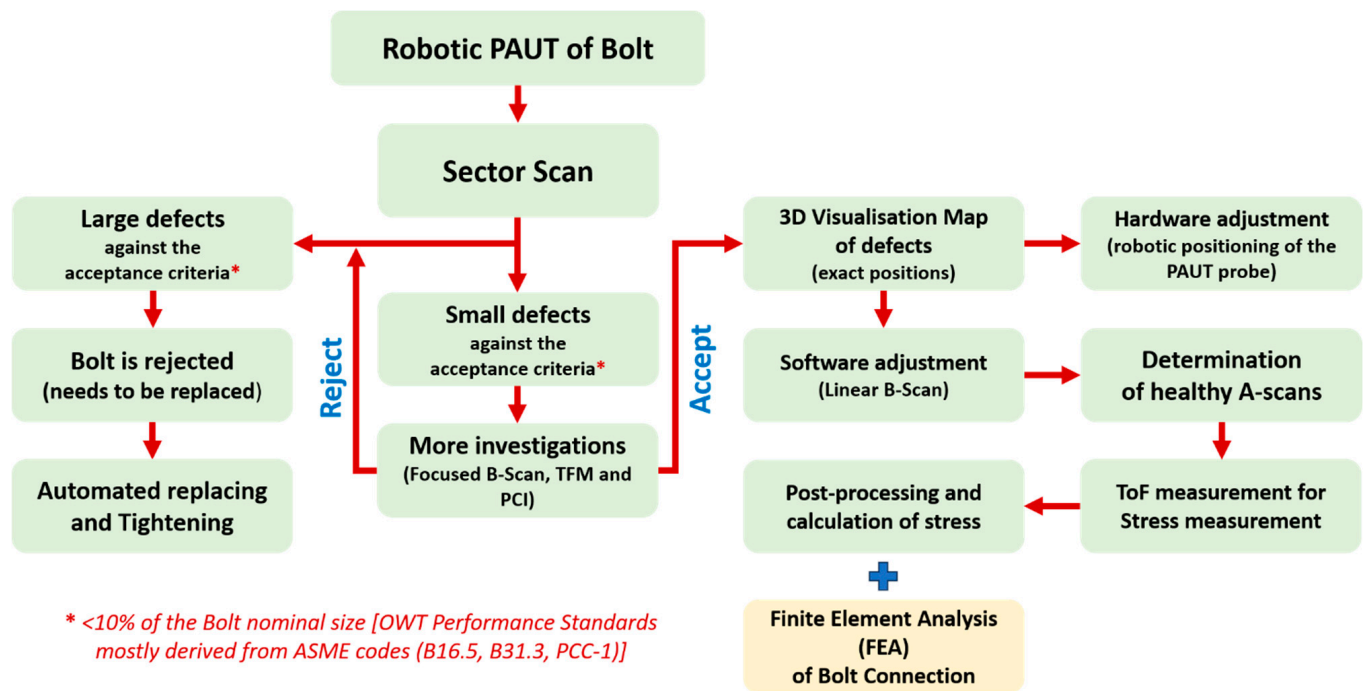 Robotic PAUT of Bolt
Sector Scan
Large defects
against the
acceptance criteria*
Bolt is rejected
(needs to be replaced)
Automated replacing
and Tightening
Reject
Small defects
against the
acceptance criteria*
More investigations
(Focused B-Scan, TFM and
PCI)
Accept
3D Visualisation Map
of defects
(exact positions)
Hardware adjustment
(robotic positioning of the
PAUT probe)
Software adjustment
(Linear B-Scan)
Determination
of healthy A-scans
ToF measurement for
Stress measurement
Post-processing and
calculation of stress
Finite Element Analysis
(FEA)
of Bolt Connection
* <10% of the Bolt nominal size [OWT Performance Standards
mostly derived from ASME codes (B16.5, B31.3, PCC-1)]